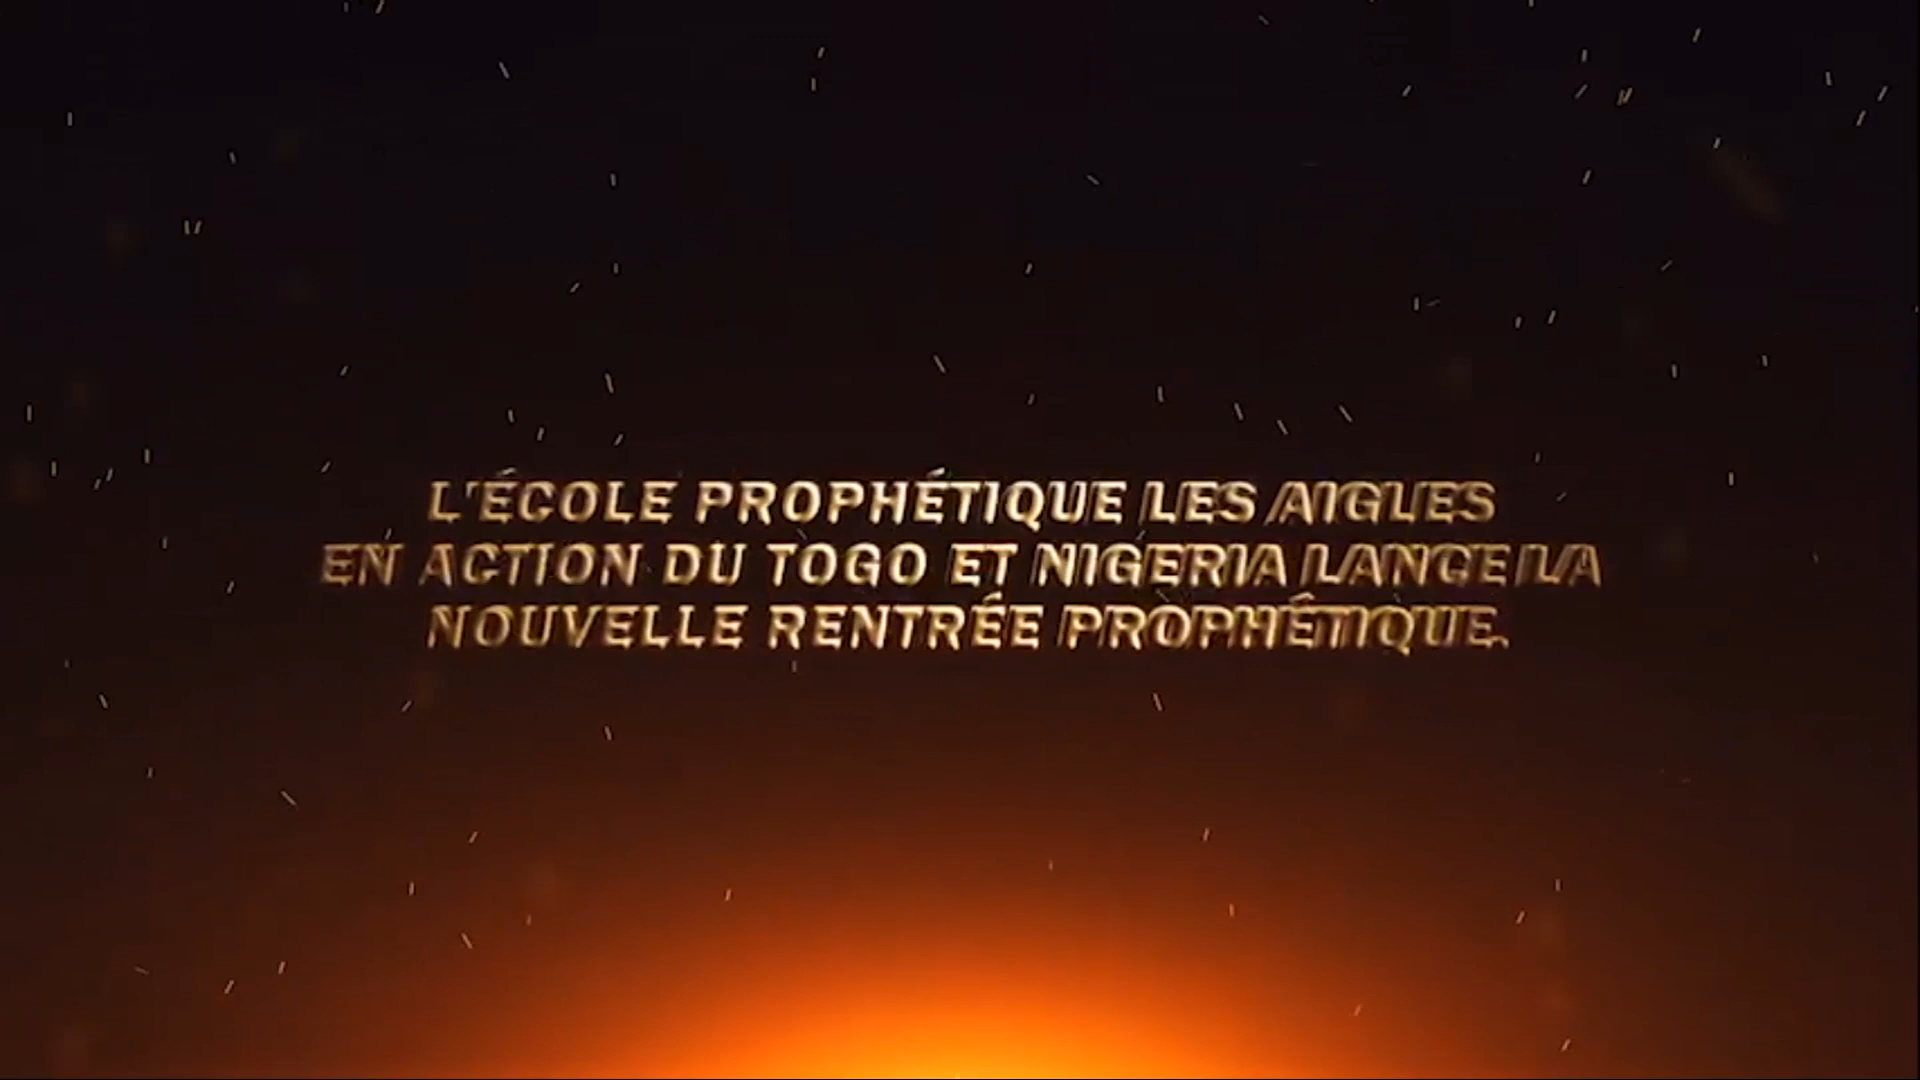 L'ÉCOLE PROPHÉTIQUE LES AIGLES
EN ACTION DU TOGO ET NIGERIA LANCE LA
NOUVELLE RENTRÉE PROPHÉTIQUE.